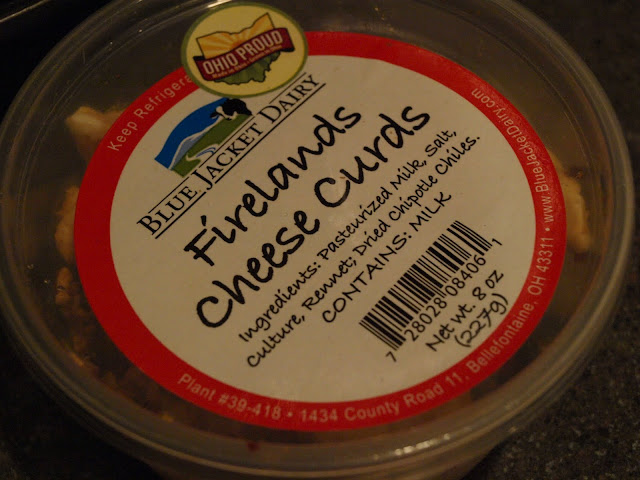 OHIO PROUD
Keep Refrigera
BLUE JACKET DAIRY
Firelands
Cheese Curds
Ingredients: Pasteurized Milk, Salt,
Culture, Rennet; Dried Chipotle Chiles.
CONTAINS: MILK
7 28028 08406 1
Net wt. 8 oz
(227g)
Plant #39-418 • 1434 County Road 11, Bellefontaine, OH 43311 • www.BlueJacketDairy.com